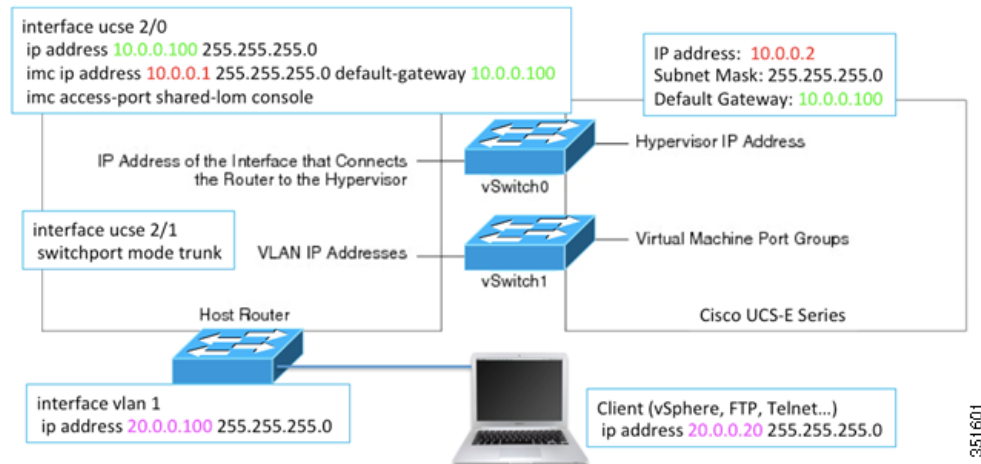 interface ucse 2/0
ip address 10.0.0.100 255.255.255.0
imc ip address 10.0.0.1 255.255.255.0 default-gateway 10.0.0.100
imc access-port shared-lom console
IP address: 10.0.0.2
Subnet Mask: 255.255.255.0
Default Gateway: 10.0.0.100
IP Address of the Interface that Connects
the Router to the Hypervisor
vSwitch0
Hypervisor IP Address
interface ucse 2/1
switchport mode trunk
VLAN IP Addresses
vSwitch1
Virtual Machine Port Groups
Host Router
Cisco UCS-E Series
interface vlan 1
ip address 20.0.0.100 255.255.255.0
Client (vSphere, FTP, Telnet...)
ip address 20.0.0.20 255.255.255.0
351601